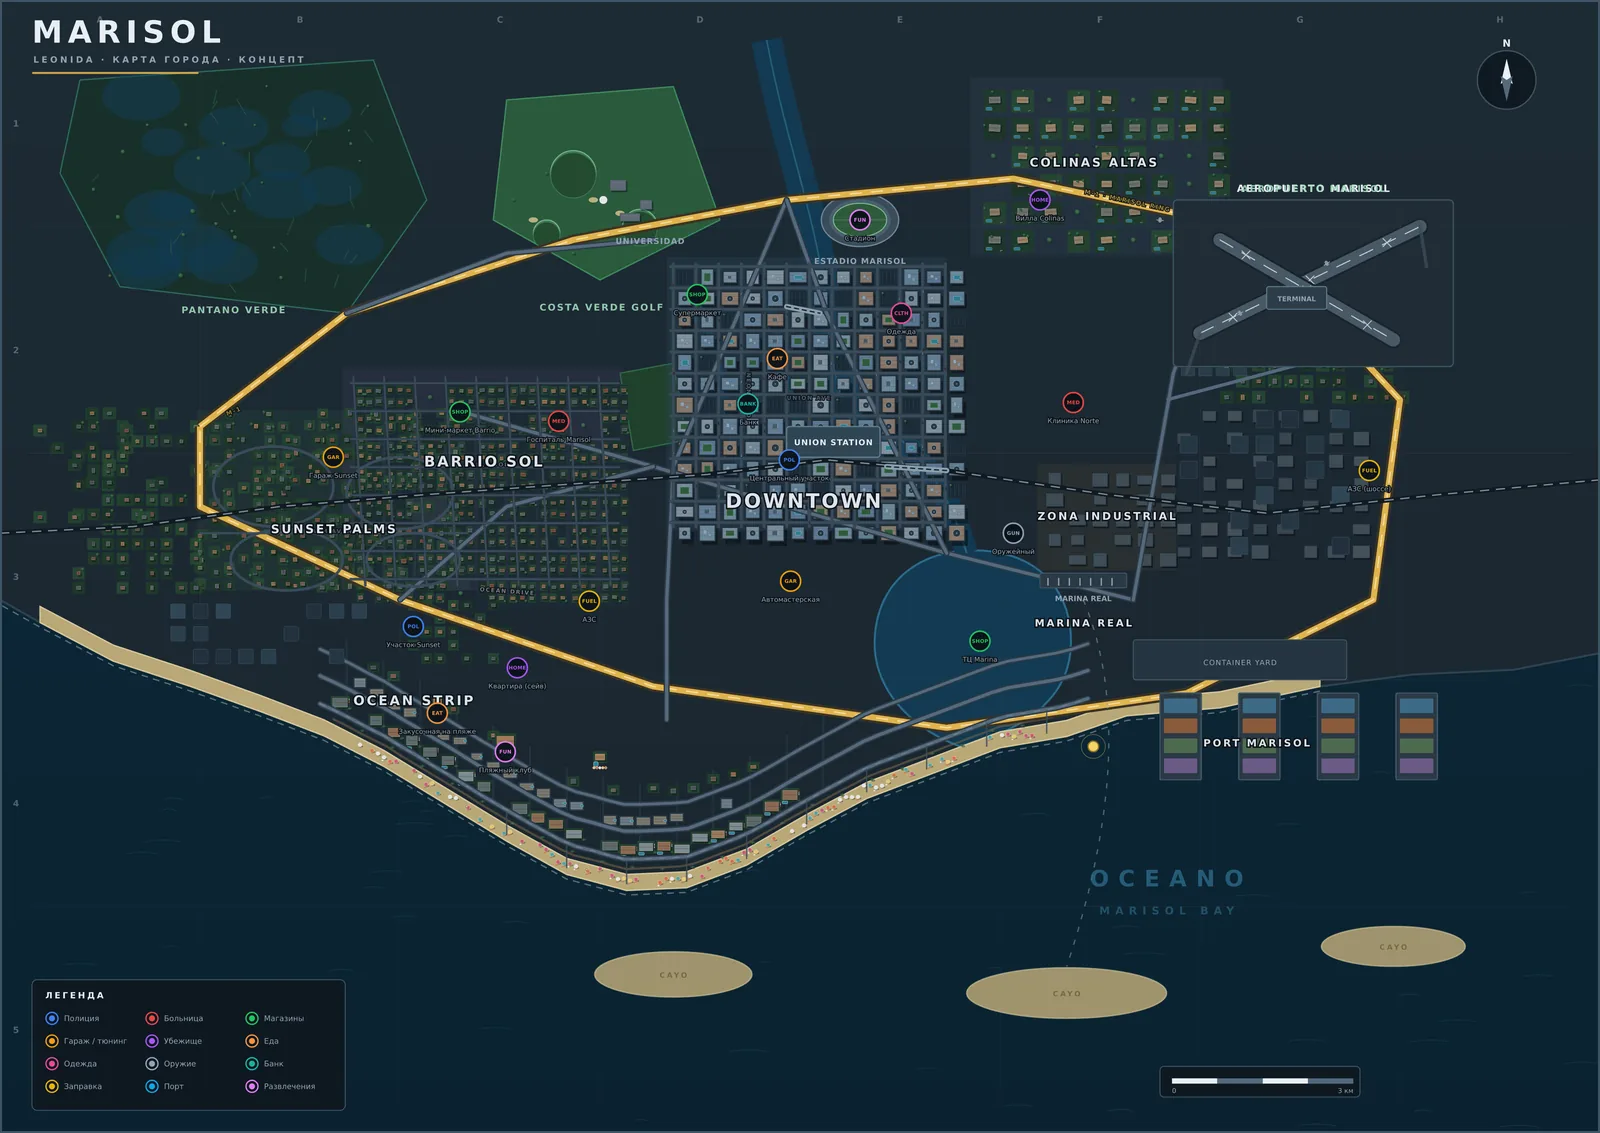 A B C D E F G H
MARISOL
LEONIDA · КАРТА ГОРОДА · КОНЦЕПТ
N
1
COLINAS ALTAS
AEROPUERTO MARISOL
M-1 MARISOL RING
HOME
Вилла Colinas
FUN
Стадион
UNIVERSIDAD
ESTADIO MARISOL
PANTANO VERDE
COSTA VERDE GOLF
SHOP
Супермаркет
CLTH
Одежда
TERMINAL
2
EAT
Кафе
UNION AVE
BANK
Банк
MED
Клиника Norte
M-1
SHOP
Мини-маркет Barrio
MED
Госпиталь Marisol
UNION STATION
BARRIO SOL
GAR
Гараж Sunset
POL
Центральный участок
FUEL
АЗС (шоссе)
DOWNTOWN
SUNSET PALMS
ZONA INDUSTRIAL
GUN
Оружейный
3
GAR
Автомастерская
OCEAN DRIVE
FUEL
АЗС
MARINA REAL
MARINA REAL
POL
Участок Sunset
SHOP
ТЦ Marina
CONTAINER YARD
HOME
Квартира (сейв)
OCEAN STRIP
EAT
Закусочная на пляже
FUN
Пляжный клуб
PORT MARISOL
4
OCEANO
MARISOL BAY
CAYO
CAYO
CAYO
5
ЛЕГЕНДА
Полиция
Больница
Магазины
Гараж / тюнинг
Убежище
Еда
Одежда
Оружие
Банк
Заправка
Порт
Развлечения
0
3 км